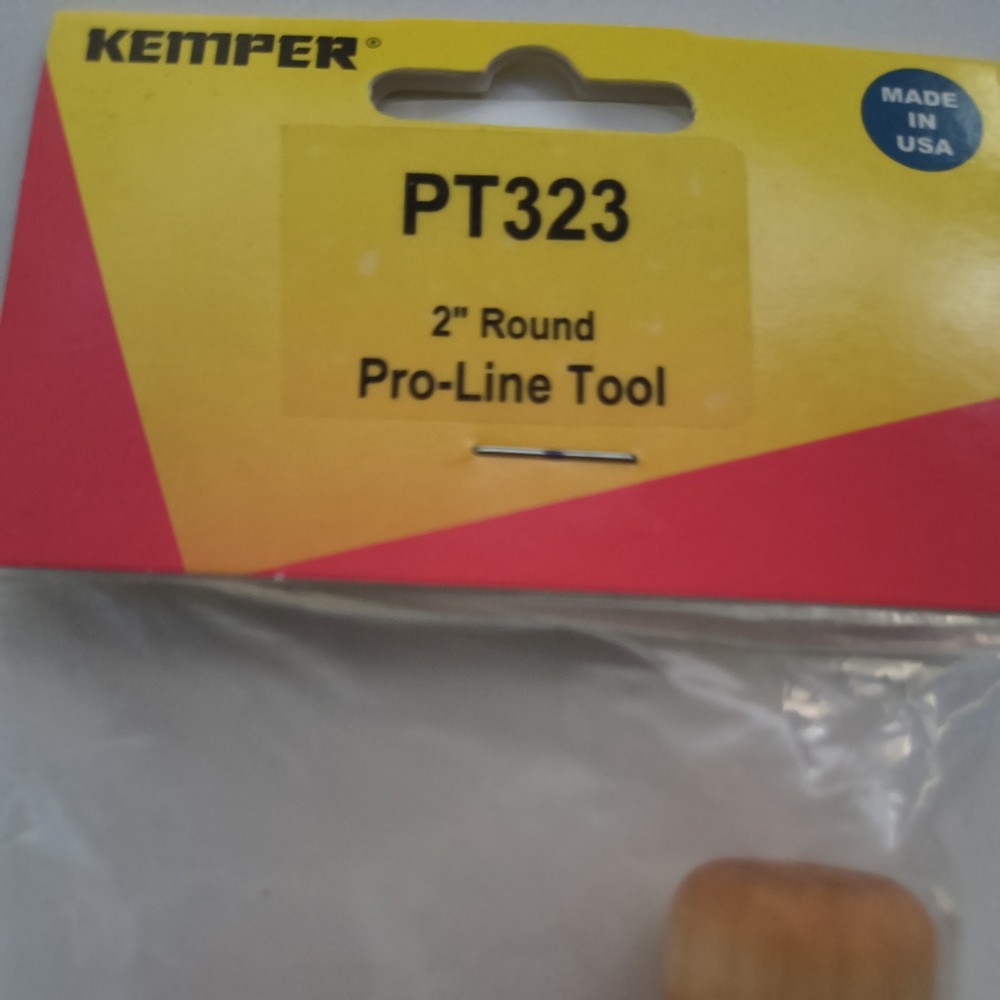 KEMPER®
MADE
IN
USA
PT323
2" Round
Pro-Line Tool